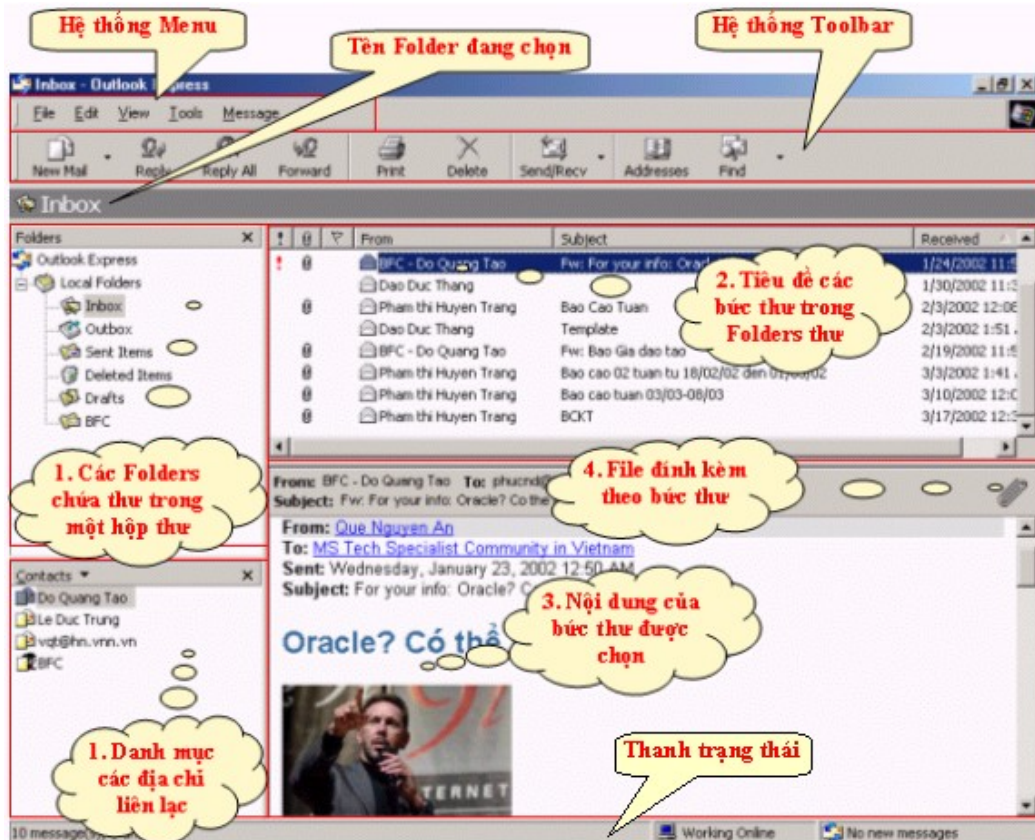 Hệ thống Menu
Tên Folder đang chọn
Hệ thống Toolbar
Inbox - Outlook Express
File Edit View Tools Message
New Mail Reply Reply All Forward Print Delete Send/Recv Addresses Find
Inbox
Folders
Outlook Express
Local Folders
Inbox
Outbox
Sent Items
Deleted Items
Drafts
BFC
1. Các Folders
chứa thư trong
một hộp thư
Contacts
Do Quang Tao
Le Duc Trung
vqt@hn.vnn.vn
BFC
1. Danh mục
các địa chỉ
liên lạc
From Subject Received
BFC - Do Quang Tao Fw: For your info: 1/24/2002
Dao Duc Thang 1/30/2002
Pham thi Huyen Trang Bao Cao Tuan 2/3/2002
Dao Duc Thang Template 2/3/2002 1:51
BFC - Do Quang Tao Fw: Bao Gia dao tao 2/19/2002
Pham thi Huyen Trang Bao cao 02 tuan tu 18/02/02 den 3/3/2002 1:41
Pham thi Huyen Trang Bao cao tuan 03/03-08/03 3/10/2002
Pham thi Huyen Trang BCKT 3/17/2002
2. Tiêu đề các
bức thư trong
Folders thư
4. File đính kèm
theo bức thư
From: BFC - Do Quang Tao To:
Subject: Fw: For your info: Oracle? Co the
From: Que Nguyen An
To: MS Tech Specialist Community in Vietnam
Sent: Wednesday, January 23, 2002 12:50 AM
Subject: For your info: Oracle?
Oracle? Có thể
3. Nội dung của
bức thư được
chọn
Thanh trạng thái
10 message(s) Working Online No new messages